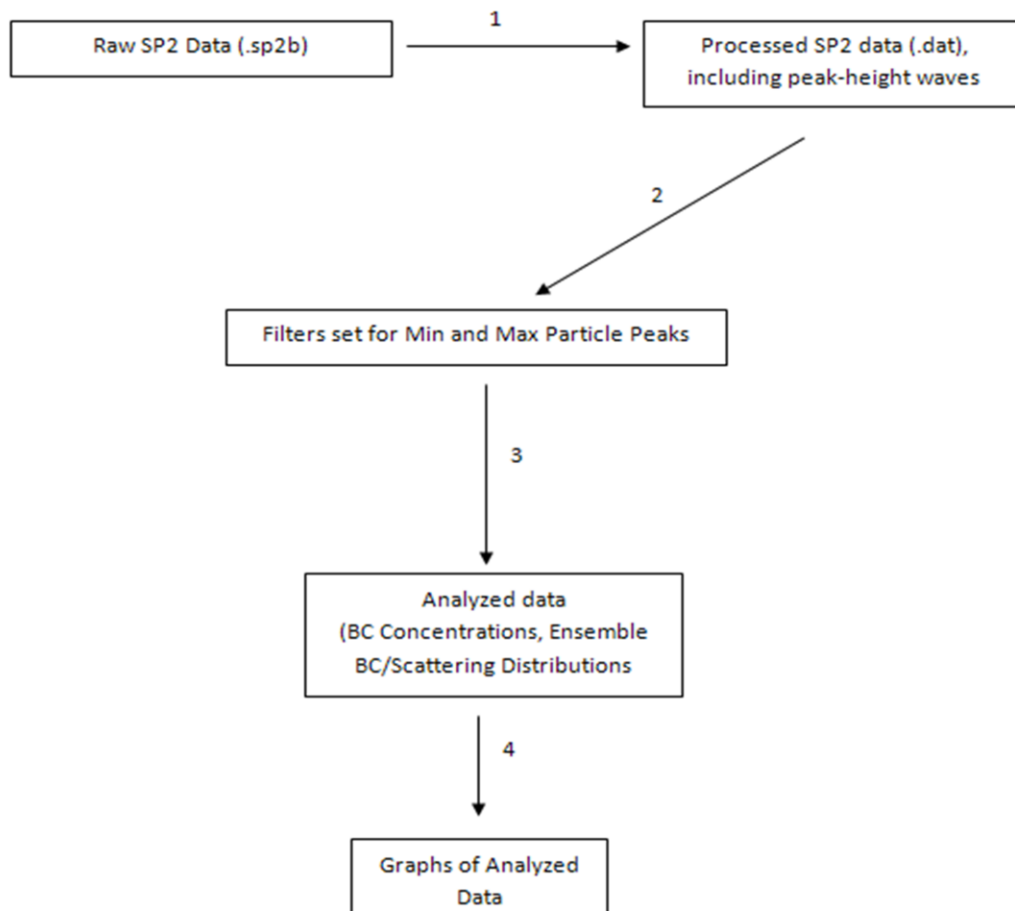 1
Raw SP2 Data (.sp2b)
Processed SP2 data (.dat),
including peak-height waves
2
Filters set for Min and Max Particle Peaks
3
Analyzed data
(BC Concentrations, Ensemble
BC/Scattering Distributions
4
Graphs of Analyzed
Data